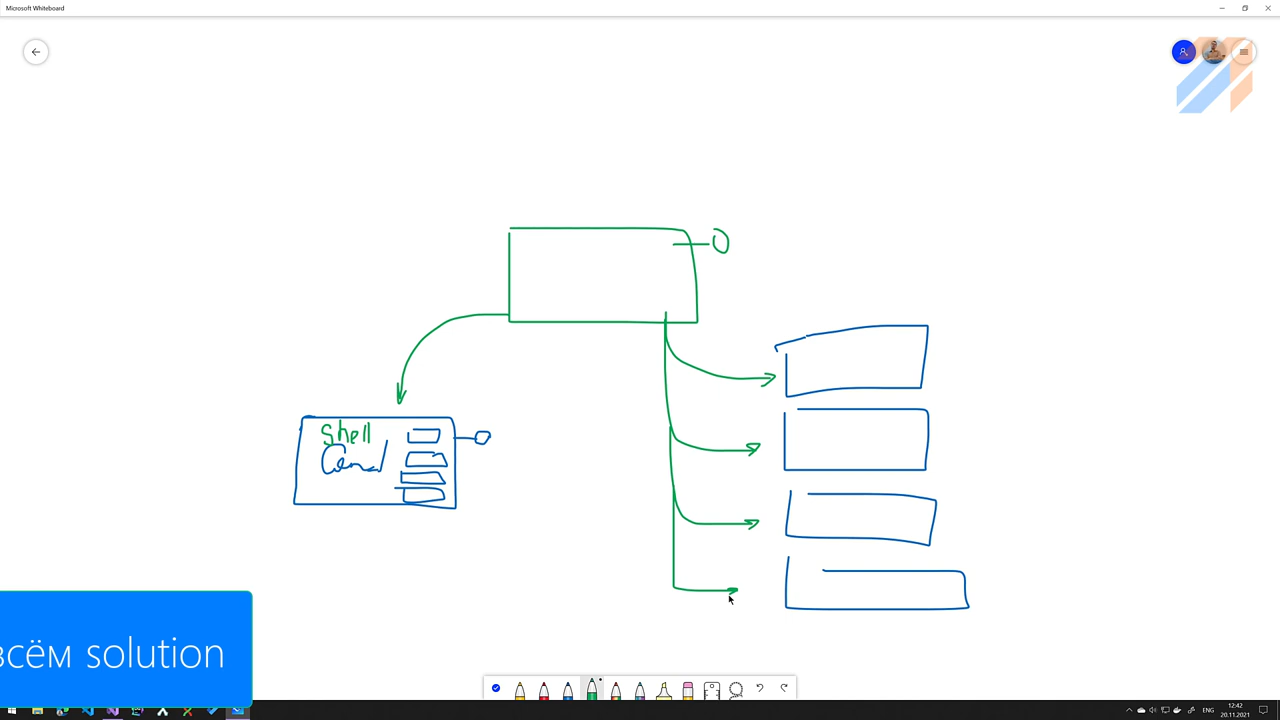 Microsoft Whiteboard
Shell
всём solution
ENG
12:42
20.11.2021